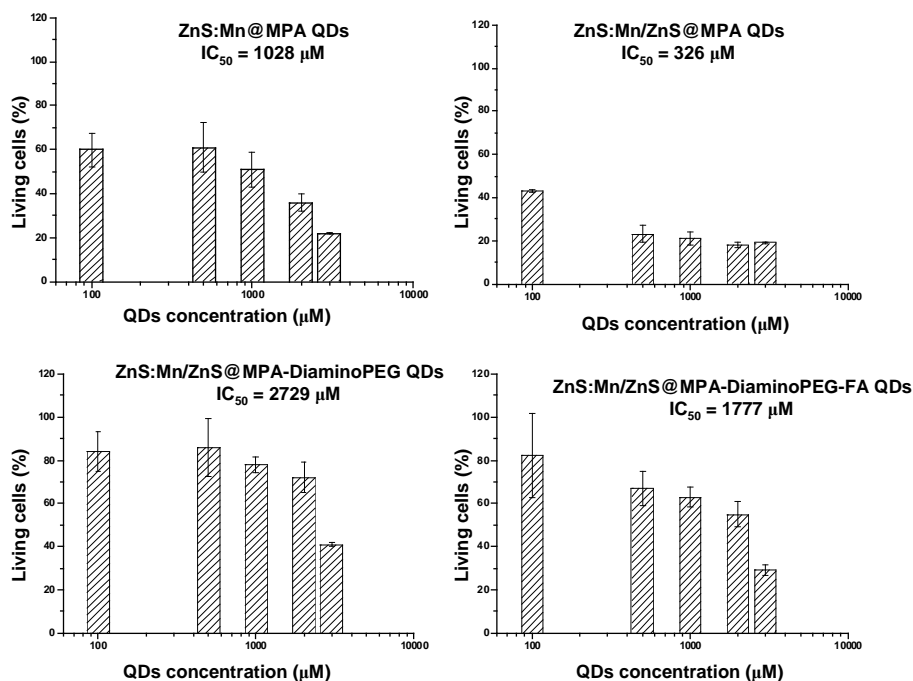 ZnS:Mn@MPA QDs
IC50 = 1028 μM
Living cells (%)
120
100
80
60
40
20
0
100
1000
10000
QDs concentration (μM)
ZnS:Mn/ZnS@MPA QDs
IC50 = 326 μM
Living cells (%)
120
100
80
60
40
20
0
100
1000
10000
QDs concentration (μM)
ZnS:Mn/ZnS@MPA-DiaminoPEG QDs
IC50 = 2729 μM
Living cells (%)
120
100
80
60
40
20
0
100
1000
10000
QDs concentration (μM)
ZnS:Mn/ZnS@MPA-DiaminoPEG-FA QDs
IC50 = 1777 μM
Living cells (%)
120
100
80
60
40
20
0
100
1000
10000
QDs concentration (μM)